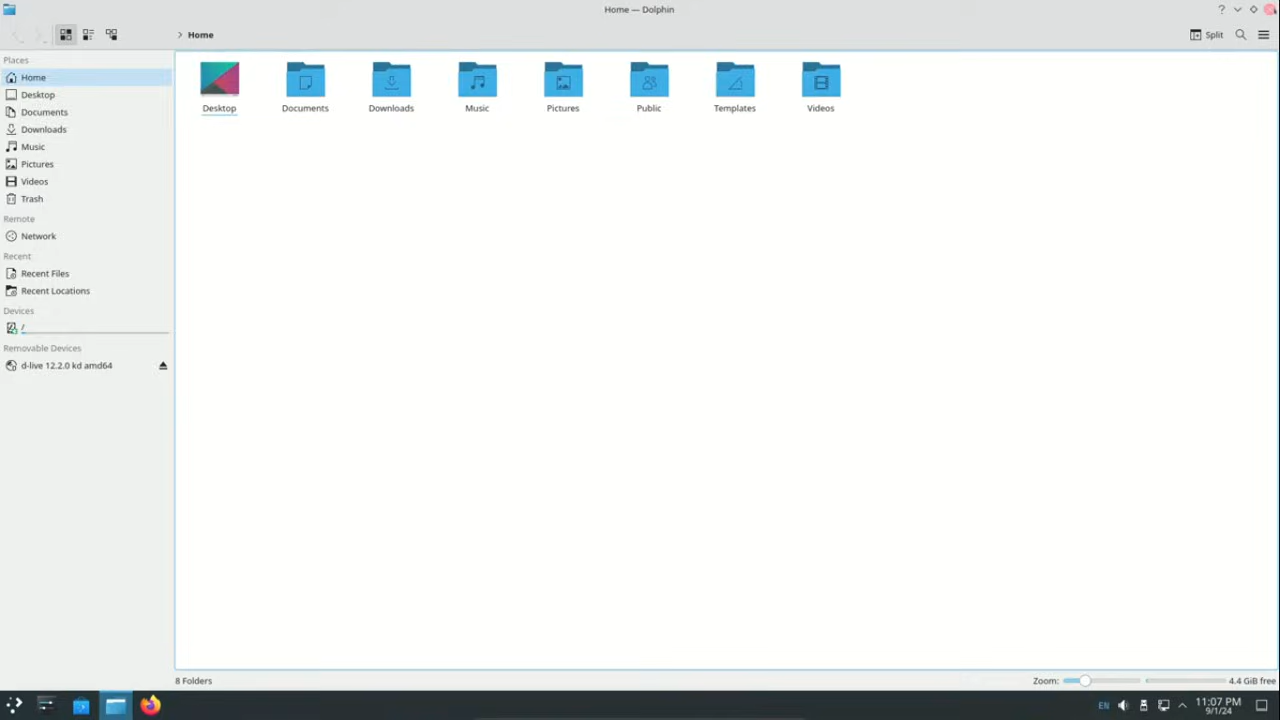 Home — Dolphin
Home
Split
Places
Home
Desktop
Documents
Downloads
Music
Pictures
Videos
Trash
Remote
Network
Recent
Recent Files
Recent Locations
Devices
/
Removable Devices
d-live 12.2.0 kd amd64
Desktop
Documents
Downloads
Music
Pictures
Public
Templates
Videos
8 Folders
Zoom:
4.4 GiB free
EN
11:07 PM
9/1/24